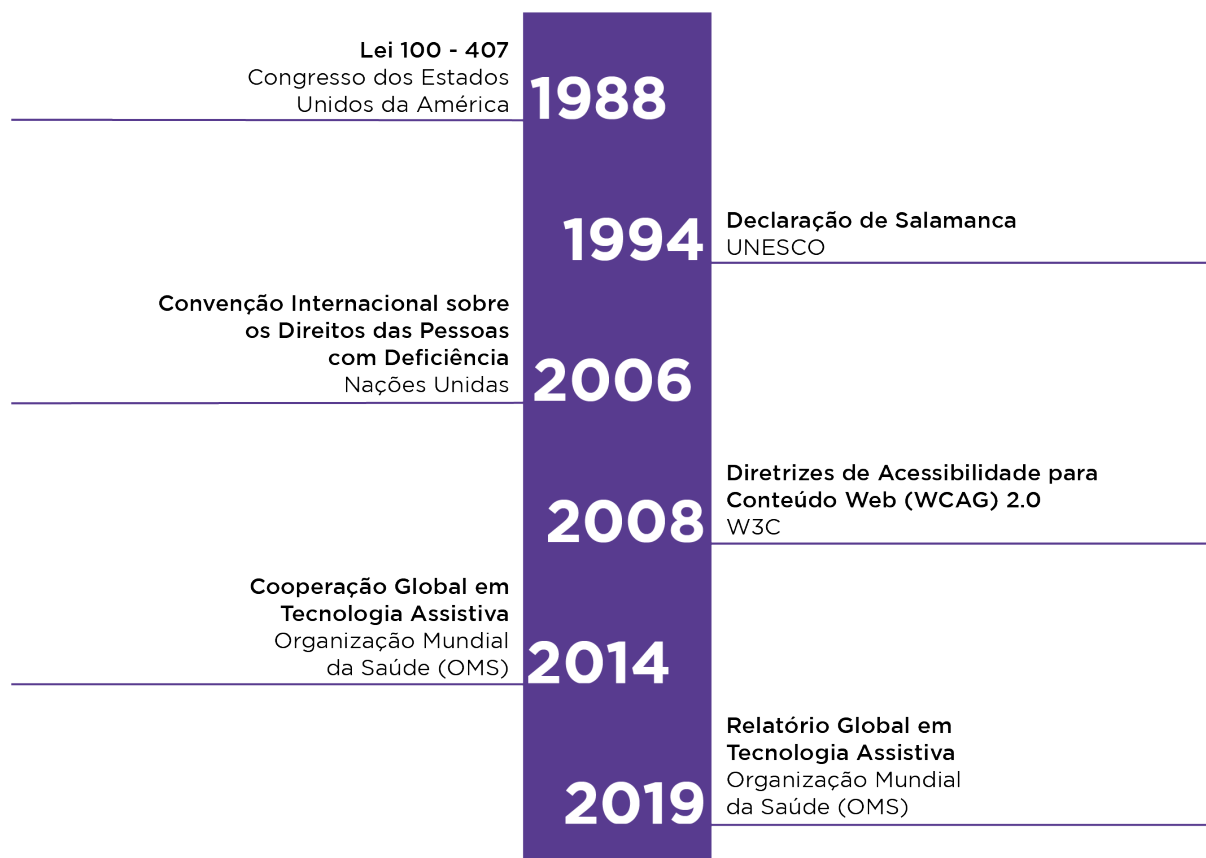 Lei 100 - 407
Congresso dos Estados
Unidos da América
1988
1994
Declaração de Salamanca
UNESCO
Convenção Internacional sobre
os Direitos das Pessoas
com Deficiência
Nações Unidas
2006
2008
Diretrizes de Acessibilidade para
Conteúdo Web (WCAG) 2.0
W3C
Cooperação Global em
Tecnologia Assistiva
Organização Mundial
da Saúde (OMS)
2014
2019
Relatório Global em
Tecnologia Assistiva
Organização Mundial
da Saúde (OMS)